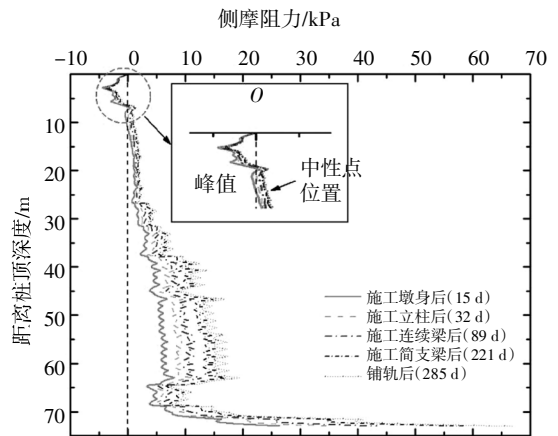 侧摩阻力/kPa
-10 0 10 20 30 40 50 60 70
10
20
30
40
50
60
70
距离桩顶深度/m
O
峰值
中性点
位置
施工墩身后(15 d)
施工立柱后(32 d)
施工连续梁后(89 d)
施工简支梁后(221 d)
铺轨后(285 d)